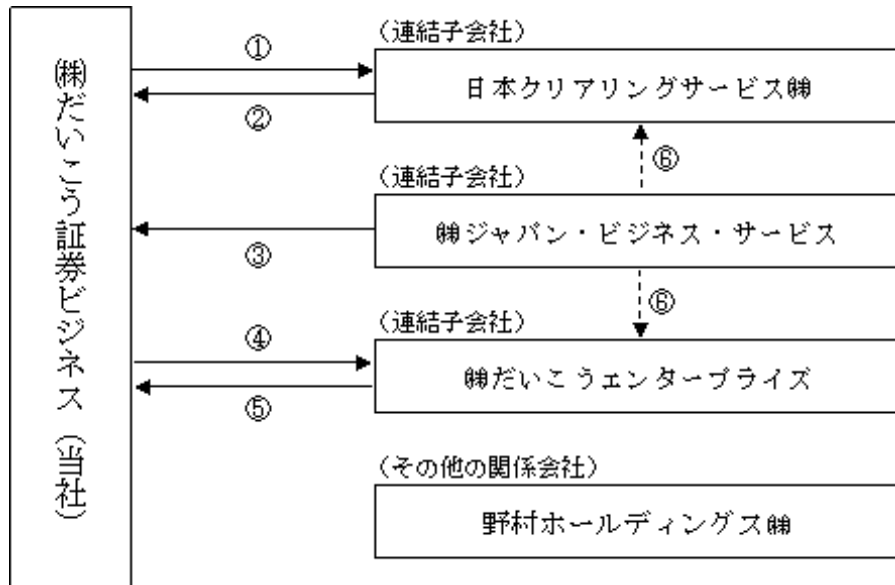 ㈱だいこう証券ビジネス（当社）
（連結子会社）
①
日本クリアリングサービス㈱
②
⑥
（連結子会社）
㈱ジャパン・ビジネス・サービス
③
⑥
（連結子会社）
④
㈱だいこうエンタープライズ
⑤
（その他の関係会社）
野村ホールディングス㈱